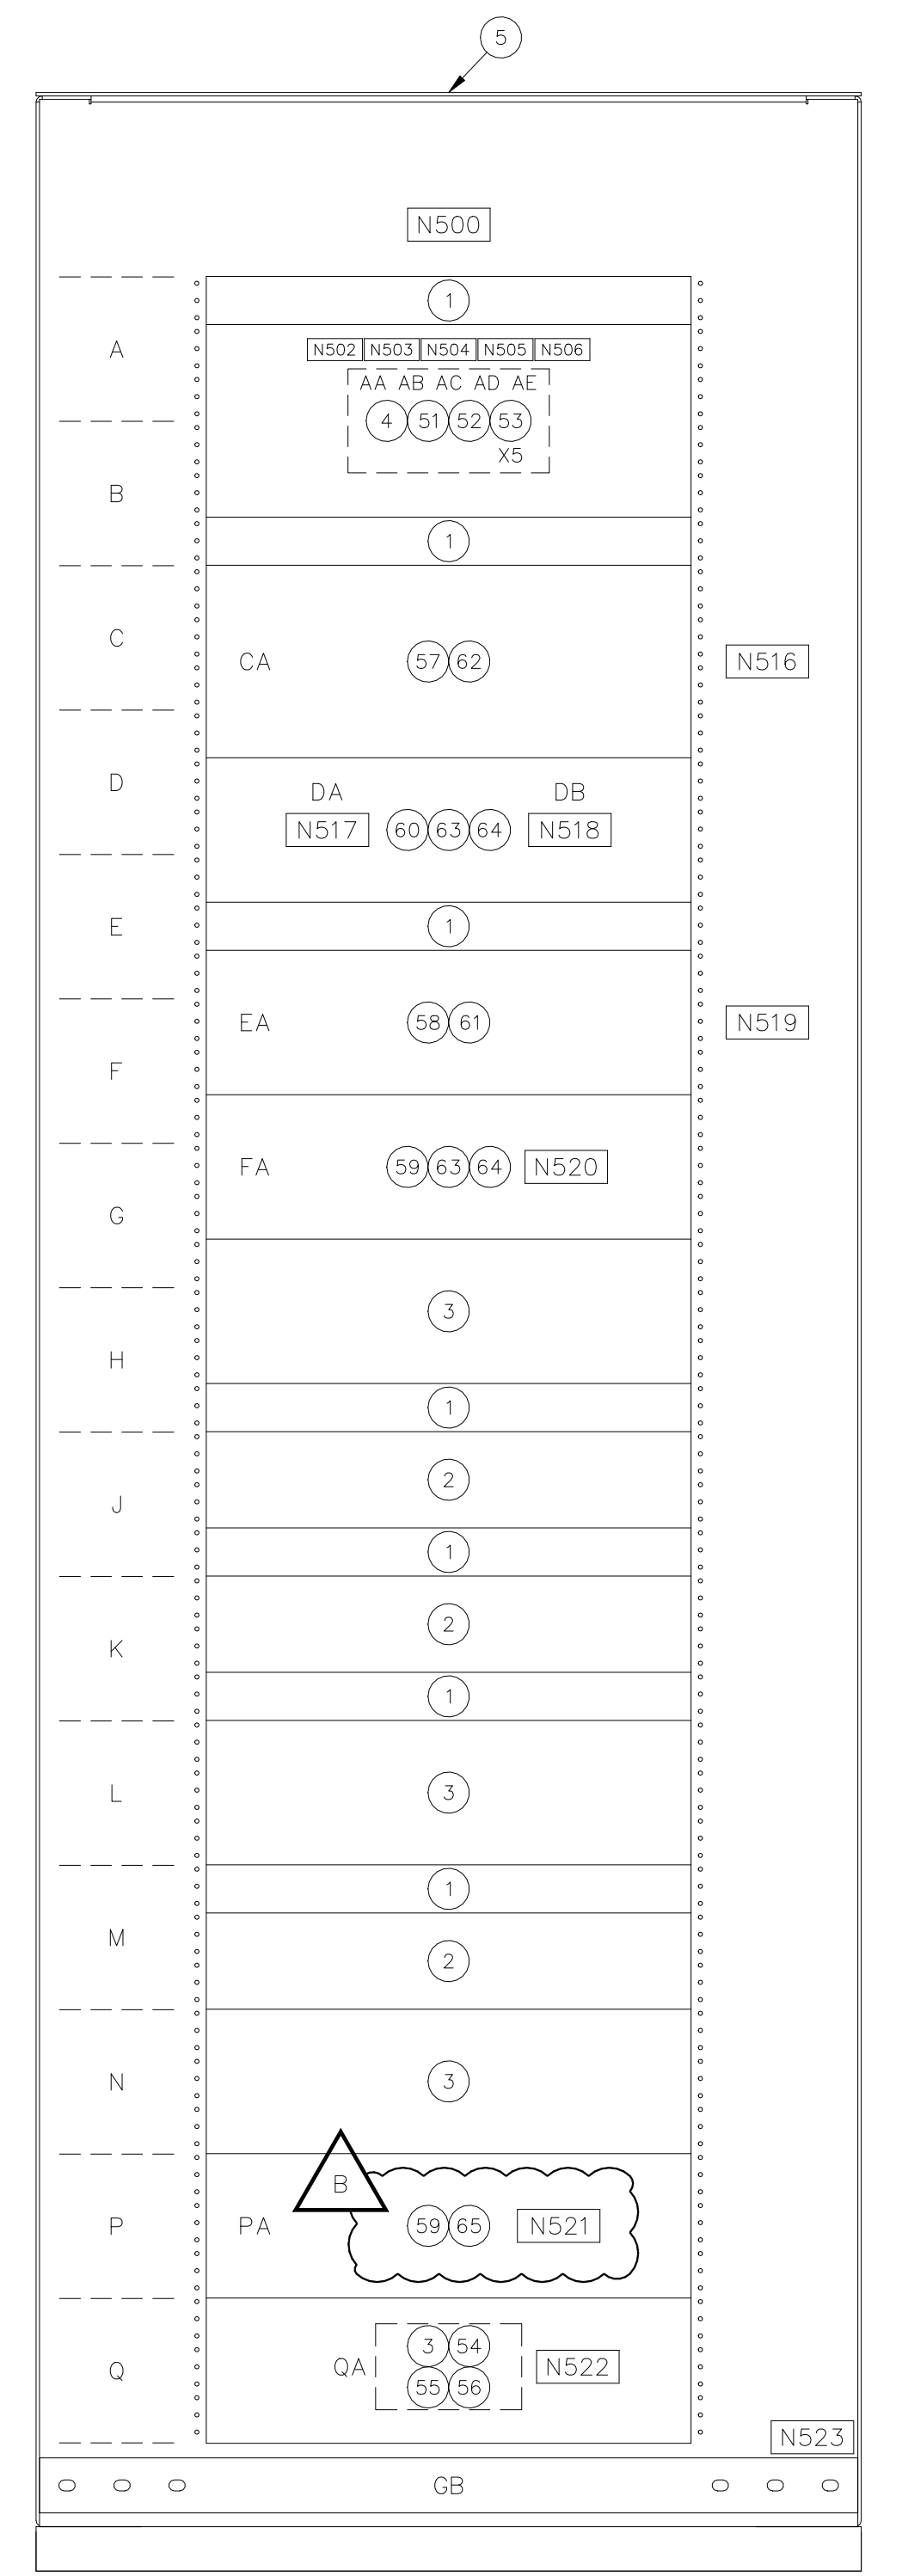 5
N500
1
A
N502 N503 N504 N505 N506
AA AB AC AD AE
4 51 52 53
X5
B
1
C
CA 57 62 N516
D
DA DB
N517 60 63 64 N518
E
1
EA 58 61 N519
F
FA 59 63 64 N520
G
3
H
1
2
J
1
2
K
1
L
3
1
M
2
N
3
B
P
PA 59 65 N521
3 54
Q
QA N522
55 56
N523
GB